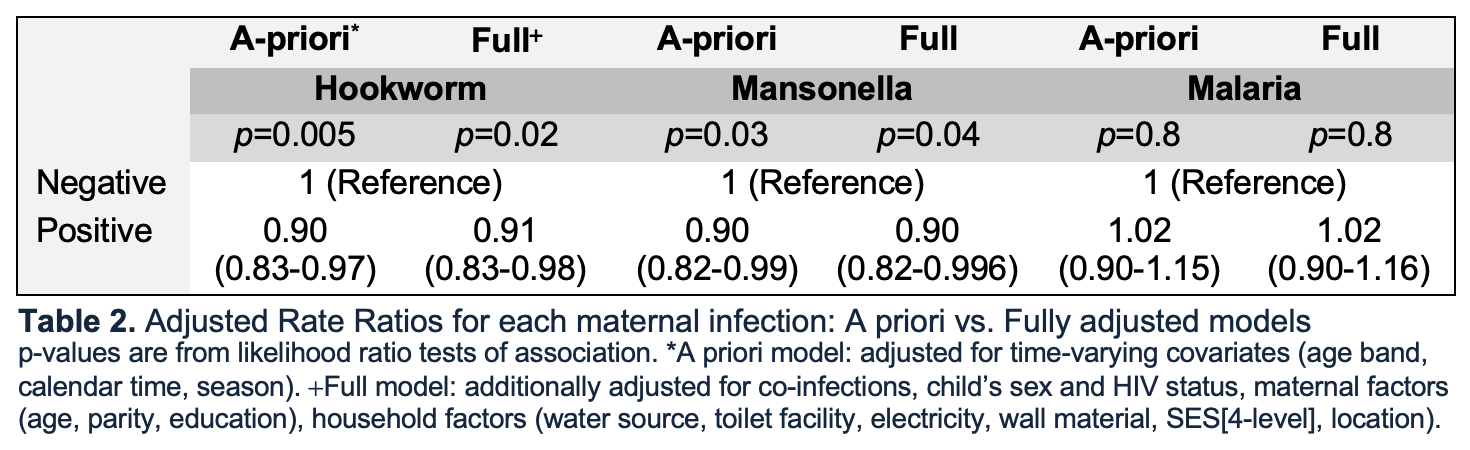 A-priori* Full+ A-priori Full A-priori Full
Hookworm Mansonella Malaria
p=0.005 p=0.02 p=0.03 p=0.04 p=0.8 p=0.8
Negative 1 (Reference) 1 (Reference) 1 (Reference)
Positive 0.90 0.91 0.90 0.90 1.02 1.02
(0.83-0.97) (0.83-0.98) (0.82-0.99) (0.82-0.996) (0.90-1.15) (0.90-1.16)
Table 2. Adjusted Rate Ratios for each maternal infection: A priori vs. Fully adjusted models
p-values are from likelihood ratio tests of association. *A priori model: adjusted for time-varying covariates (age band,
calendar time, season). +Full model: additionally adjusted for co-infections, child’s sex and HIV status, maternal factors
(age, parity, education), household factors (water source, toilet facility, electricity, wall material, SES[4-level], location).